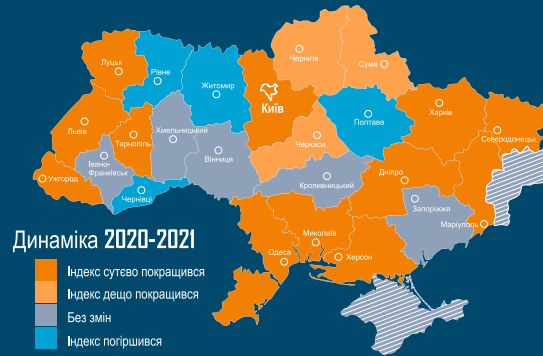 Чернігів
Суми
Луцьк
Рівне
Житомир
Київ
Харків
Полтава
Львів
Тернопіль
Хмельницький
Вінниця
Черкаси
Сєвєродонецьк
Івано-
Франківськ
Ужгород
Чернівці
Кропивницький
Дніпро
Запоріжжя
Маріуполь
Миколаїв
Одеса
Херсон
Динаміка 2020-2021
Індекс сутєво покращився
Індекс дещо покращився
Без змін
Індекс погіршився